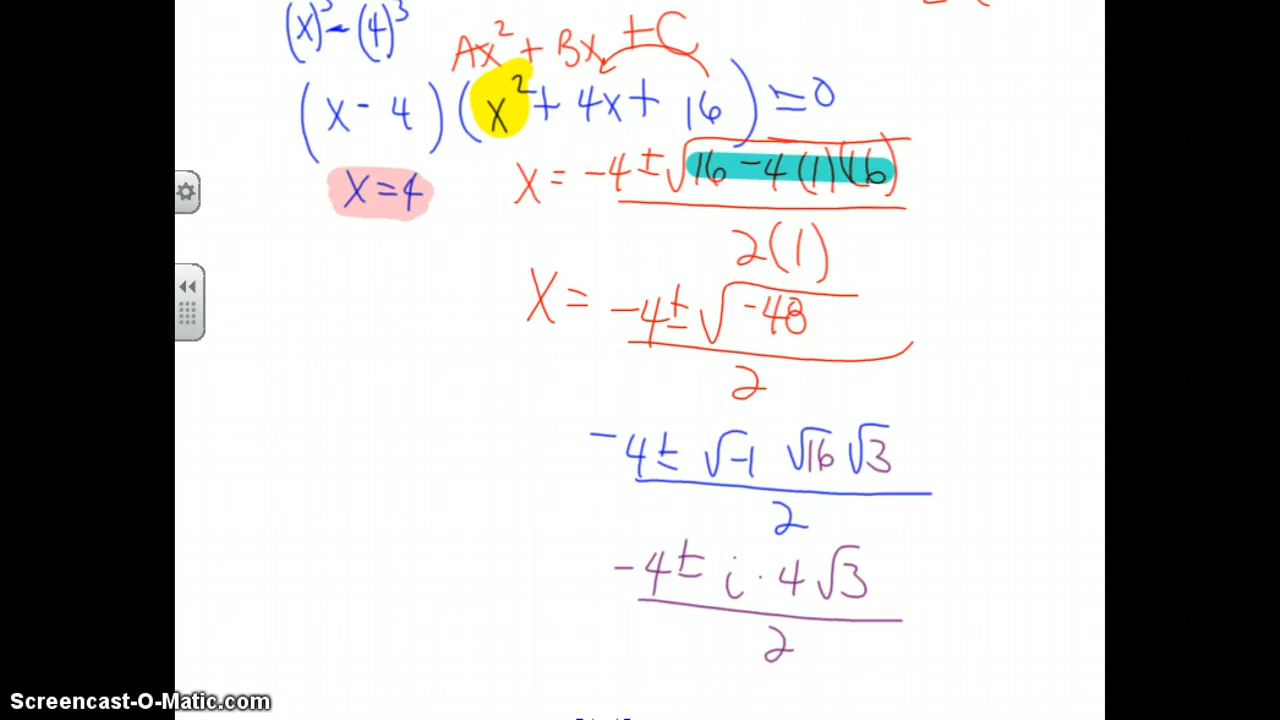 (x)³ - (4)³
Ax² + Bx + C
(x - 4)(x² + 4x + 16) = 0
x = 4
x = -4 ± √16 - 4(1)(16)
2(1)
x = -4 ± √-48
2
-4 ± √-1 √16 √3
2
-4 ± i · 4√3
2
Screencast-O-Matic.com